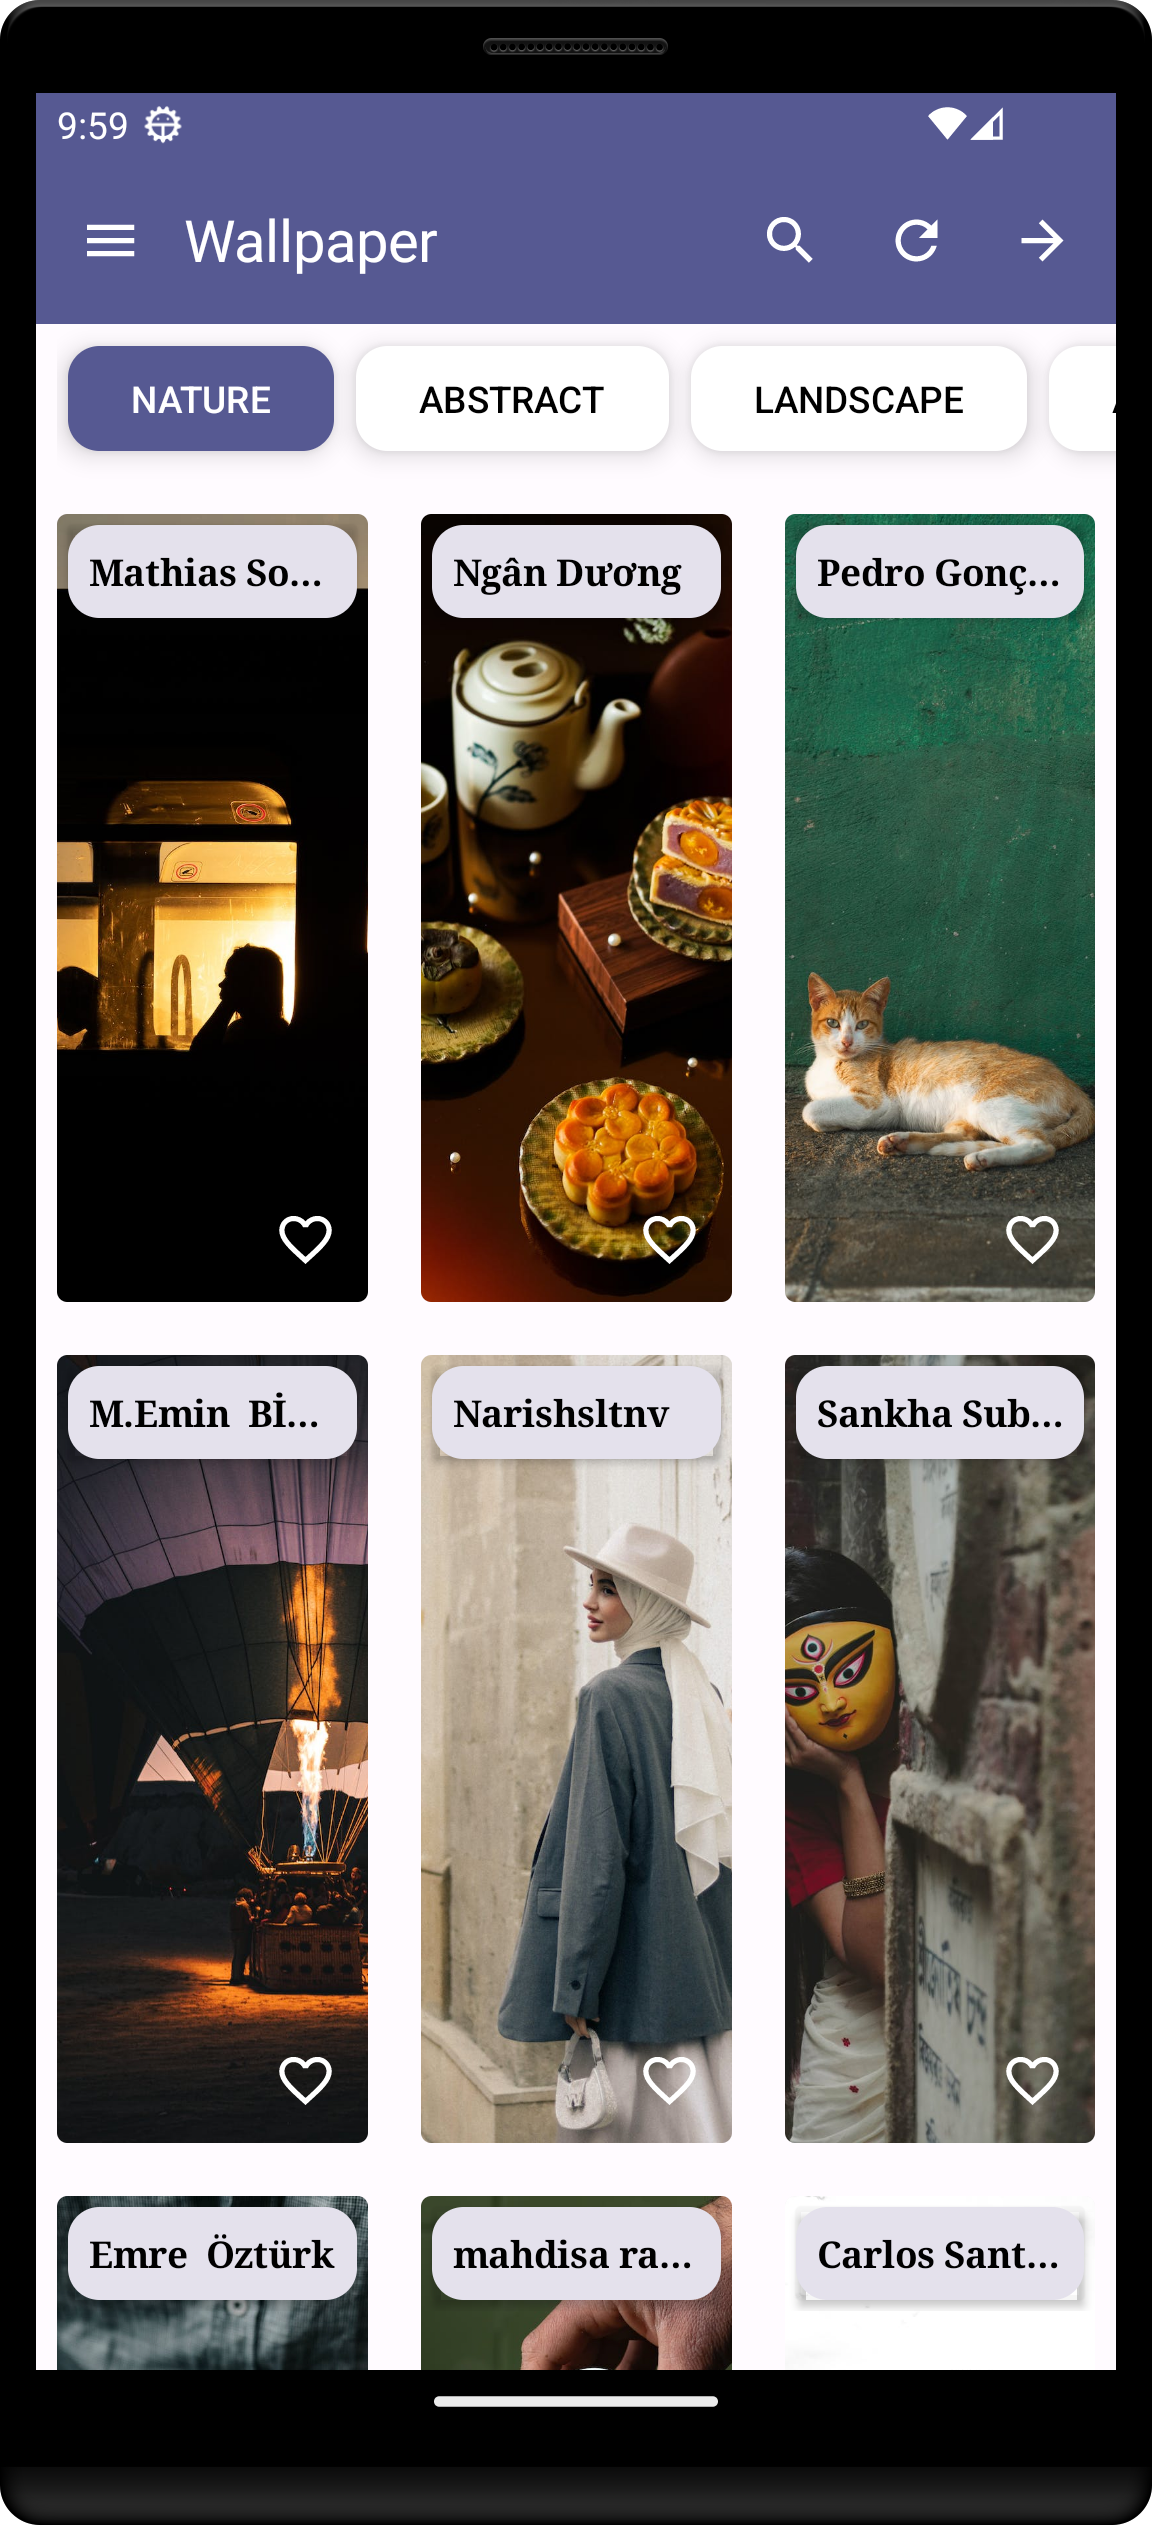 9:59
Wallpaper
NATURE
ABSTRACT
LANDSCAPE
Mathias So...
Ngân Dương
Pedro Gonç...
M.Emin Bİ...
Narishsltnv
Sankha Sub...
Emre Öztürk
mahdisa ra...
Carlos Sant...